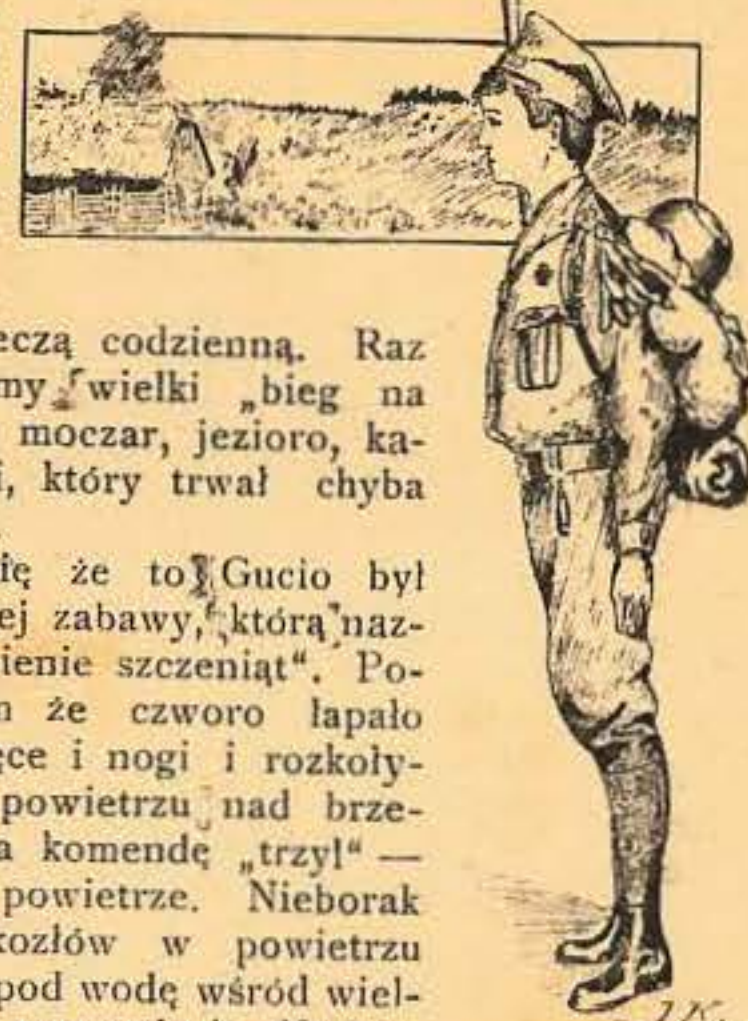 eczą codzienną. Raz
ny wielki „bieg na
moczar, jezioro, ka-
i, który trwał chyba
ię że to Gucio był
ej zabawy, którą naz-
ienie szczeniąt“. Po-
że czworo łapało
ęce i nogi i rozkoły-
powietrzu nad brze-
a komendę „trzy!“ —
powietrze. Nieborak
kozłów w powietrzu
pod wodę wśród wiel-
J.K.